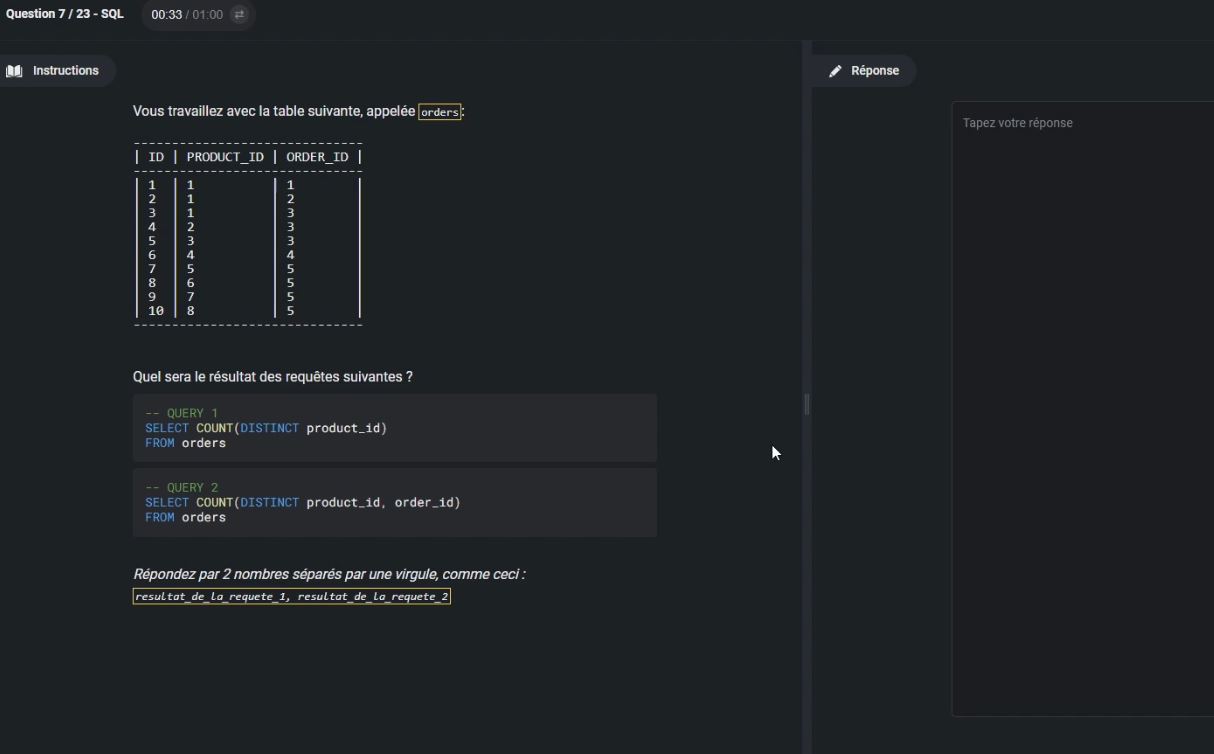 Question 7 / 23 - SQL
00:33 / 01:00
Instructions
Réponse
Vous travaillez avec la table suivante, appelée orders:
Tapez votre réponse
-------------------------------
| ID | PRODUCT_ID | ORDER_ID |
-------------------------------
| 1 | 1 | 1 |
| 2 | 1 | 2 |
| 3 | 1 | 3 |
| 4 | 2 | 3 |
| 5 | 3 | 3 |
| 6 | 4 | 4 |
| 7 | 5 | 5 |
| 8 | 6 | 5 |
| 9 | 7 | 5 |
| 10 | 8 | 5 |
-------------------------------
Quel sera le résultat des requêtes suivantes ?
-- QUERY 1
SELECT COUNT(DISTINCT product_id)
FROM orders
-- QUERY 2
SELECT COUNT(DISTINCT product_id, order_id)
FROM orders
Répondez par 2 nombres séparés par une virgule, comme ceci :
resultat_de_la_requete_1, resultat_de_la_requete_2